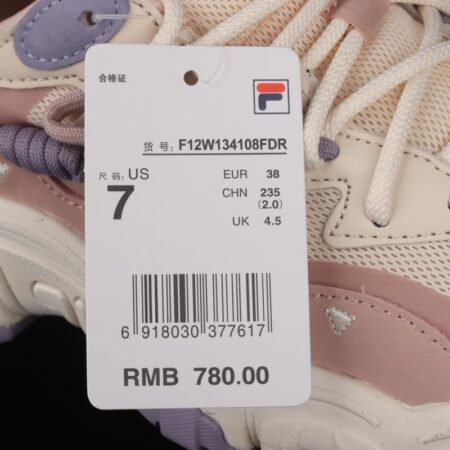 合格证
F
货 号: F12W134108FDR
尺 码: US
7
EUR 38
CHN 235
(2.0)
UK 4.5
6 918030 377617
RMB 780.00